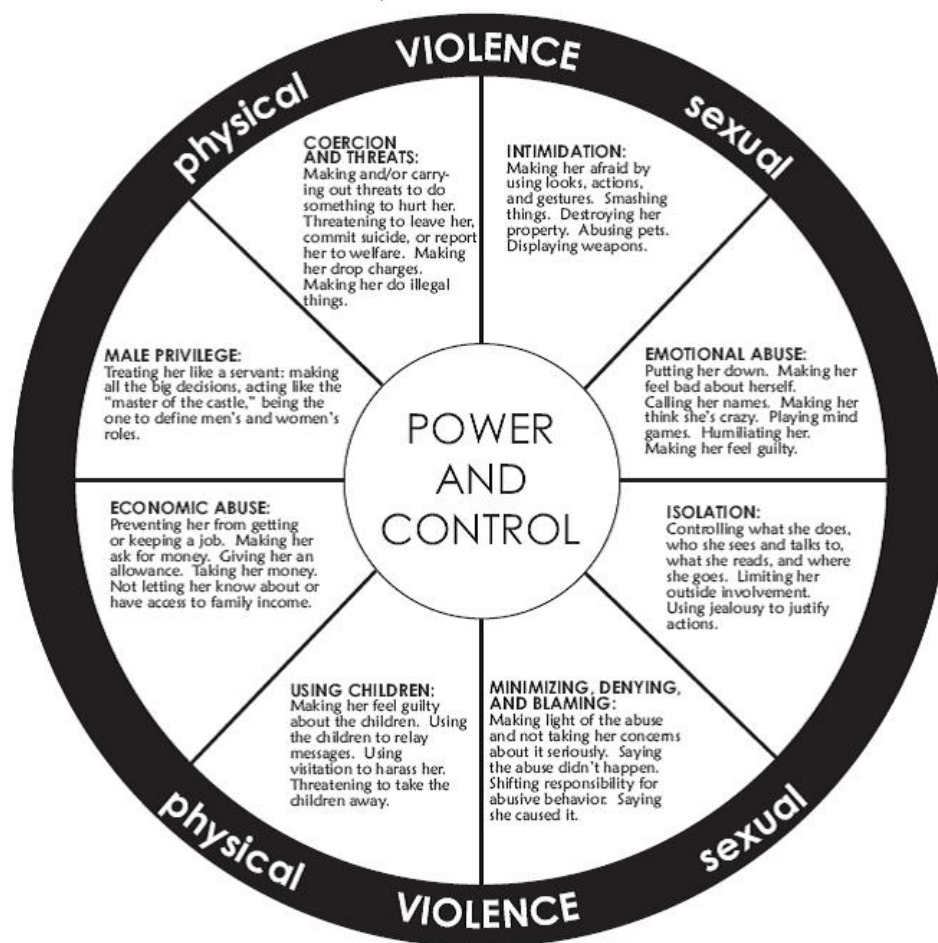 VIOLENCE
physical
sexual
COERCION
AND THREATS:
Making and/or carry-
ing out threats to do
something to hurt her.
Threatening to leave her,
commit suicide, or report
her to welfare.  Making
her drop charges.
Making her do illegal
things.
INTIMIDATION:
Making her afraid by
using looks, actions,
and gestures.  Smashing
things.  Destroying her
property.  Abusing pets.
Displaying weapons.
MALE PRIVILEGE:
Treating her like a servant: making
all the big decisions, acting like the
"master of the castle," being the
one to define men's and women's
roles.
EMOTIONAL ABUSE:
Putting her down.  Making her
feel bad about herself.
Calling her names.  Making her
think she's crazy.  Playing mind
games.  Humiliating her.
Making her feel guilty.
POWER
AND
CONTROL
ECONOMIC ABUSE:
Preventing her from getting
or keeping a job.  Making her
ask for money.  Giving her an
allowance.  Taking her money.
Not letting her know about or
have access to family income.
ISOLATION:
Controlling what she does,
who she sees and talks to,
what she reads, and where
she goes.  Limiting her
outside involvement.
Using jealousy to justify
actions.
USING CHILDREN:
Making her feel guilty
about the children.  Using
the children to relay
messages.  Using
visitation to harass her.
Threatening to take the
children away.
MINIMIZING, DENYING,
AND BLAMING:
Making light of the abuse
and not taking her concerns
about it seriously.  Saying
the abuse didn't happen.
Shifting responsibility for
abusive behavior.  Saying
she caused it.
physical
sexual
VIOLENCE